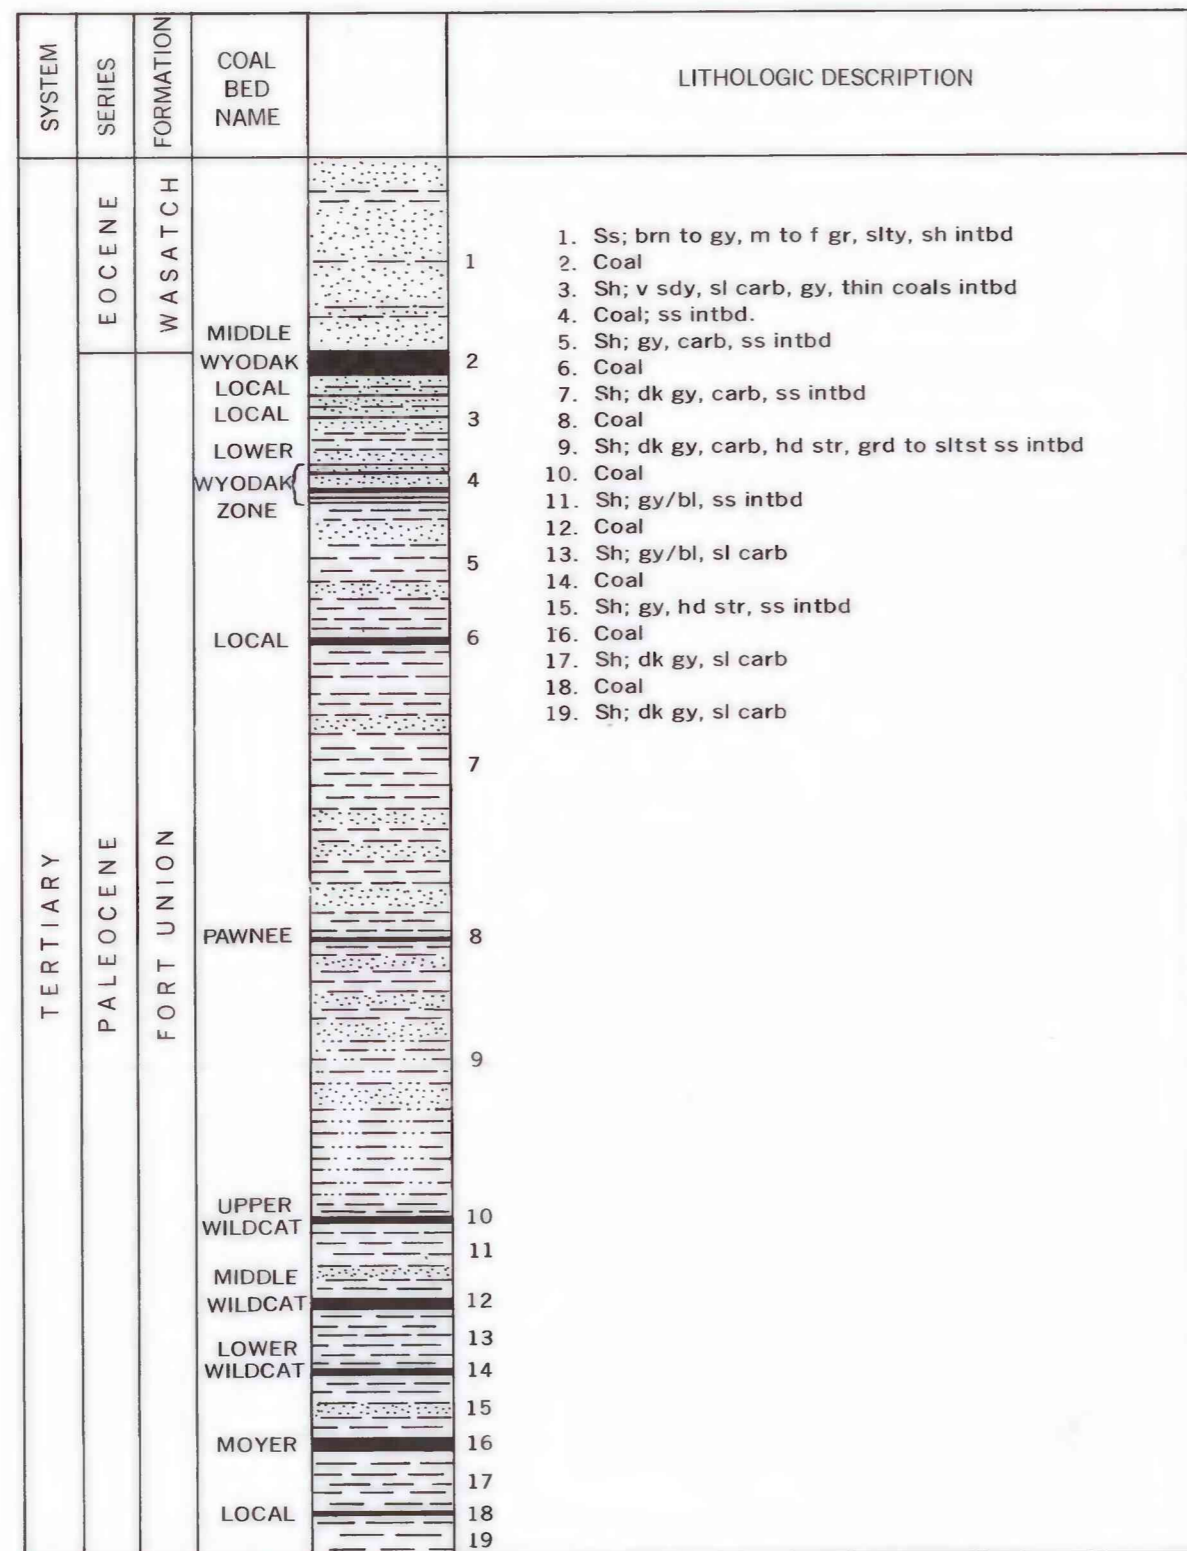 SYSTEM
SERIES
FORMATION
COAL
BED
NAME
LITHOLOGIC DESCRIPTION
TERTIARY
EOCENE
PALEOCENE
WASATCH
FORT UNION
MIDDLE
WYODAK
LOCAL
LOCAL
LOWER
WYODAK
ZONE
LOCAL
PAWNEE
UPPER
WILDCAT
MIDDLE
WILDCAT
LOWER
WILDCAT
MOYER
LOCAL
1
2
3
4
5
6
7
8
9
10
11
12
13
14
15
16
17
18
19
1. Ss; brn to gy, m to f gr, slty, sh intbd
2. Coal
3. Sh; v sdy, sl carb, gy, thin coals intbd
4. Coal; ss intbd.
5. Sh; gy, carb, ss intbd
6. Coal
7. Sh; dk gy, carb, ss intbd
8. Coal
9. Sh; dk gy, carb, hd str, grd to sltst ss intbd
10. Coal
11. Sh; gy/bl, ss intbd
12. Coal
13. Sh; gy/bl, sl carb
14. Coal
15. Sh; gy, hd str, ss intbd
16. Coal
17. Sh; dk gy, sl carb
18. Coal
19. Sh; dk gy, sl carb